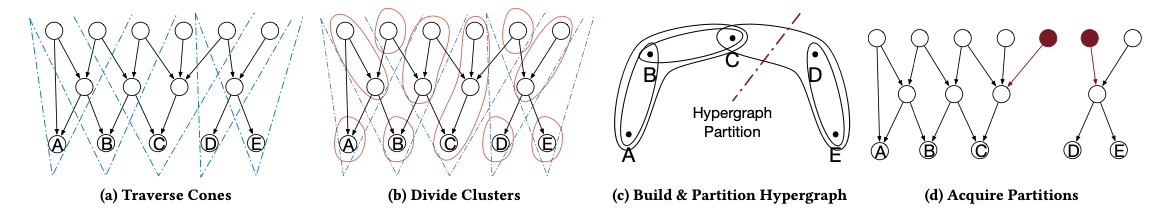 A B C D E
A B C D E
B C D
Hypergraph
Partition
A E
A B C D E
(a) Traverse Cones (b) Divide Clusters (c) Build & Partition Hypergraph (d) Acquire Partitions